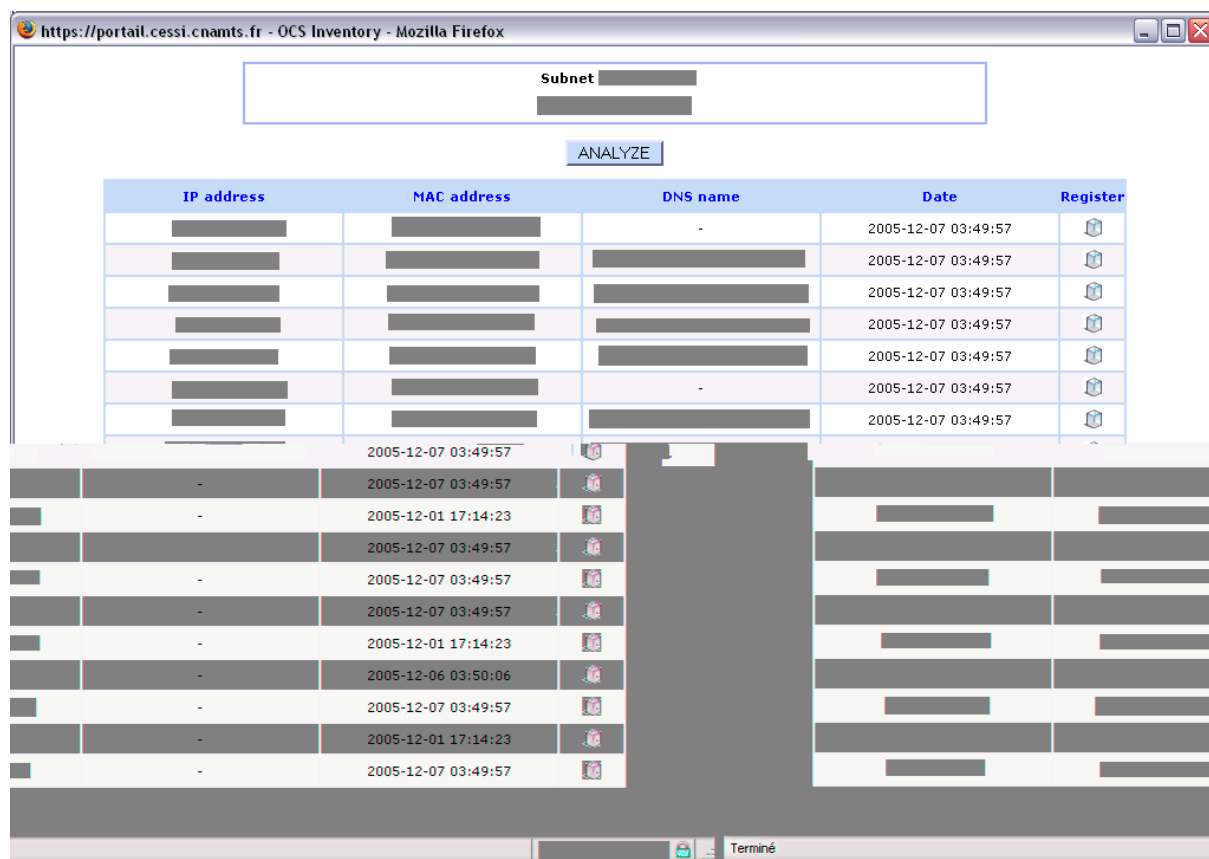 https://portail.cessi.cnamts.fr - OCS Inventory - Mozilla Firefox
Subnet
ANALYZE
IP address MAC address DNS name Date Register
- 2005-12-07 03:49:57
2005-12-07 03:49:57
2005-12-07 03:49:57
2005-12-07 03:49:57
2005-12-07 03:49:57
- 2005-12-07 03:49:57
2005-12-07 03:49:57
2005-12-07 03:49:57
- 2005-12-07 03:49:57
- 2005-12-01 17:14:23
2005-12-07 03:49:57
- 2005-12-07 03:49:57
- 2005-12-07 03:49:57
- 2005-12-01 17:14:23
- 2005-12-06 03:50:06
- 2005-12-07 03:49:57
- 2005-12-01 17:14:23
- 2005-12-07 03:49:57
Terminé